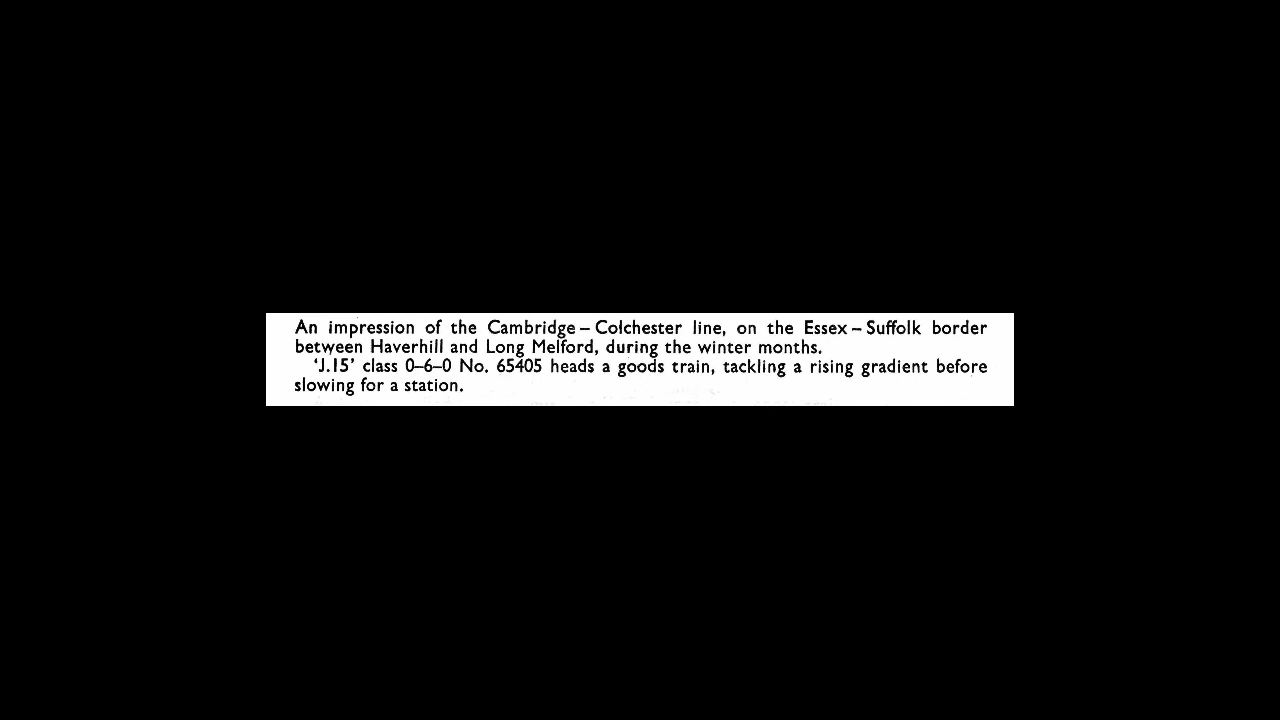 An impression of the Cambridge – Colchester line, on the Essex – Suffolk border
between Haverhill and Long Melford, during the winter months.
‘J.15’ class 0–6–0 No. 65405 heads a goods train, tackling a rising gradient before
slowing for a station.